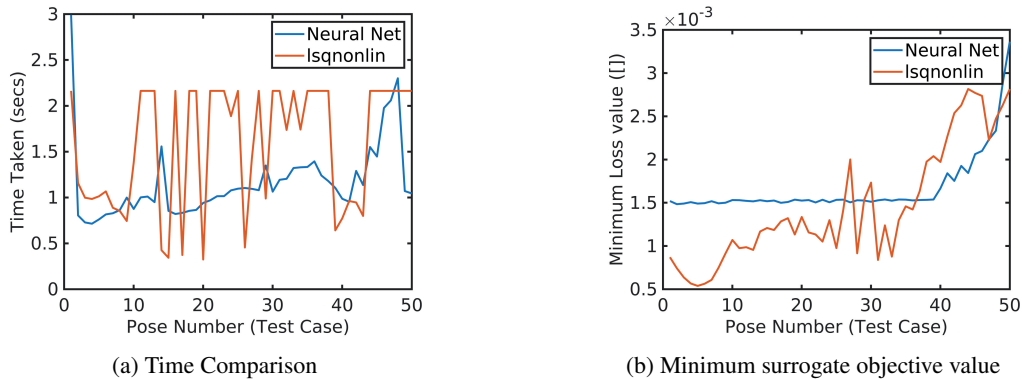 3
2.5
2
1.5
1
0.5
0
0 10 20 30 40 50
Time Taken (secs)
Pose Number (Test Case)
Neural Net
lsqnonlin
(a) Time Comparison
×10⁻³
3.5
3
2.5
2
1.5
1
0.5
0 10 20 30 40 50
Minimum Loss value ([])
Pose Number (Test Case)
Neural Net
lsqnonlin
(b) Minimum surrogate objective value